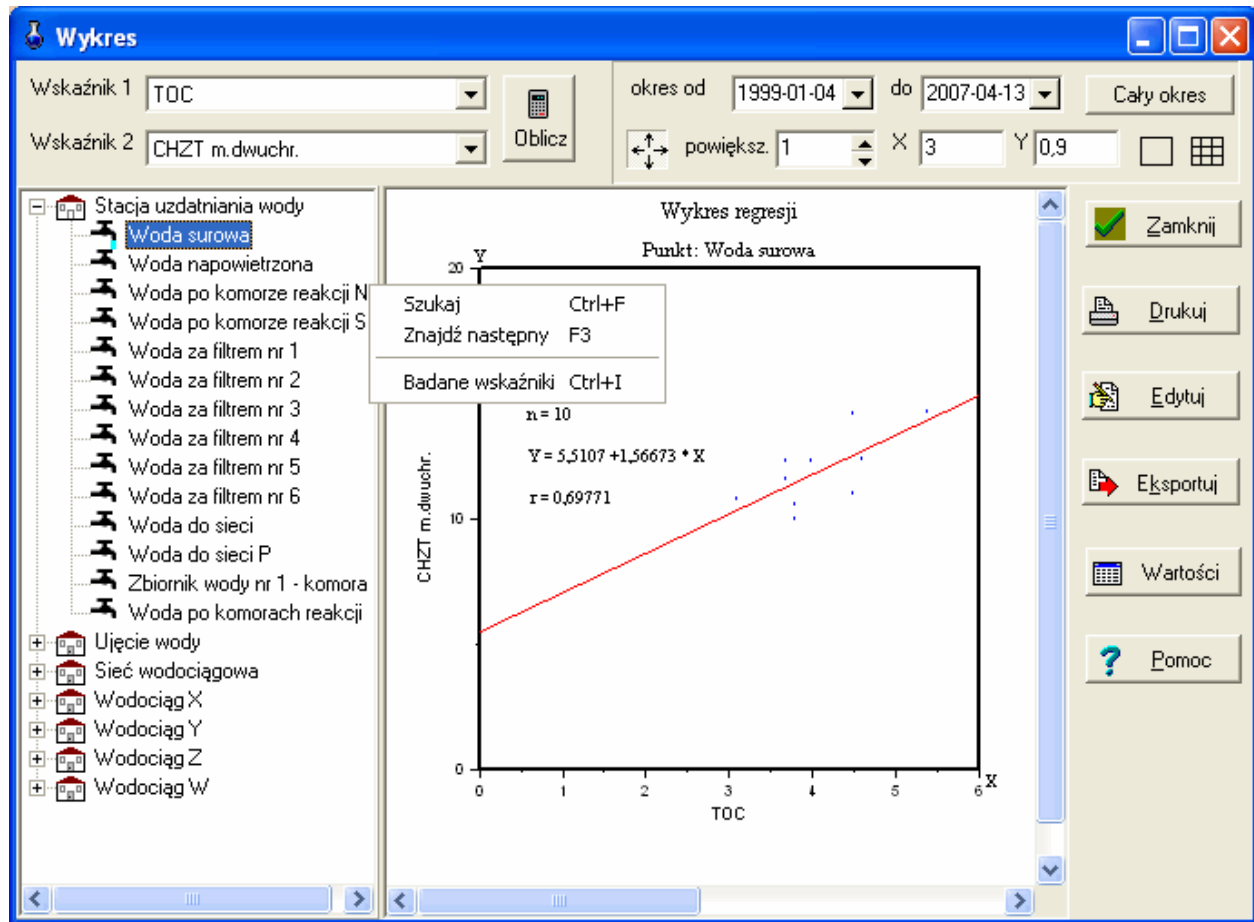 Wykres
Wskaźnik 1 TOC
Wskaźnik 2 CHZT m.dwuchr.
Oblicz
okres od 1999-01-04 do 2007-04-13 Cały okres
powiększ. 1 X 3 Y 0,9
Stacja uzdatniania wody
Woda surowa
Woda napowietrzona
Woda po komorze reakcji N
Woda po komorze reakcji S
Woda za filtrem nr 1
Woda za filtrem nr 2
Woda za filtrem nr 3
Woda za filtrem nr 4
Woda za filtrem nr 5
Woda za filtrem nr 6
Woda do sieci
Woda do sieci P
Zbiornik wody nr 1 - komora
Woda po komorach reakcji
Ujęcie wody
Sieć wodociągowa
Wodociąg X
Wodociąg Y
Wodociąg Z
Wodociąg W
Szukaj Ctrl+F
Znajdź następny F3
Badane wskaźniki Ctrl+I
Wykres regresji
Punkt: Woda surowa
Y
20
n = 10
Y = 5,5107 +1,56673 * X
r = 0,69771
CHZT m.dwuchr.
10
0
0 1 2 3 4 5 6 X
TOC
Zamknij
Drukuj
Edytuj
Eksportuj
Wartości
? Pomoc